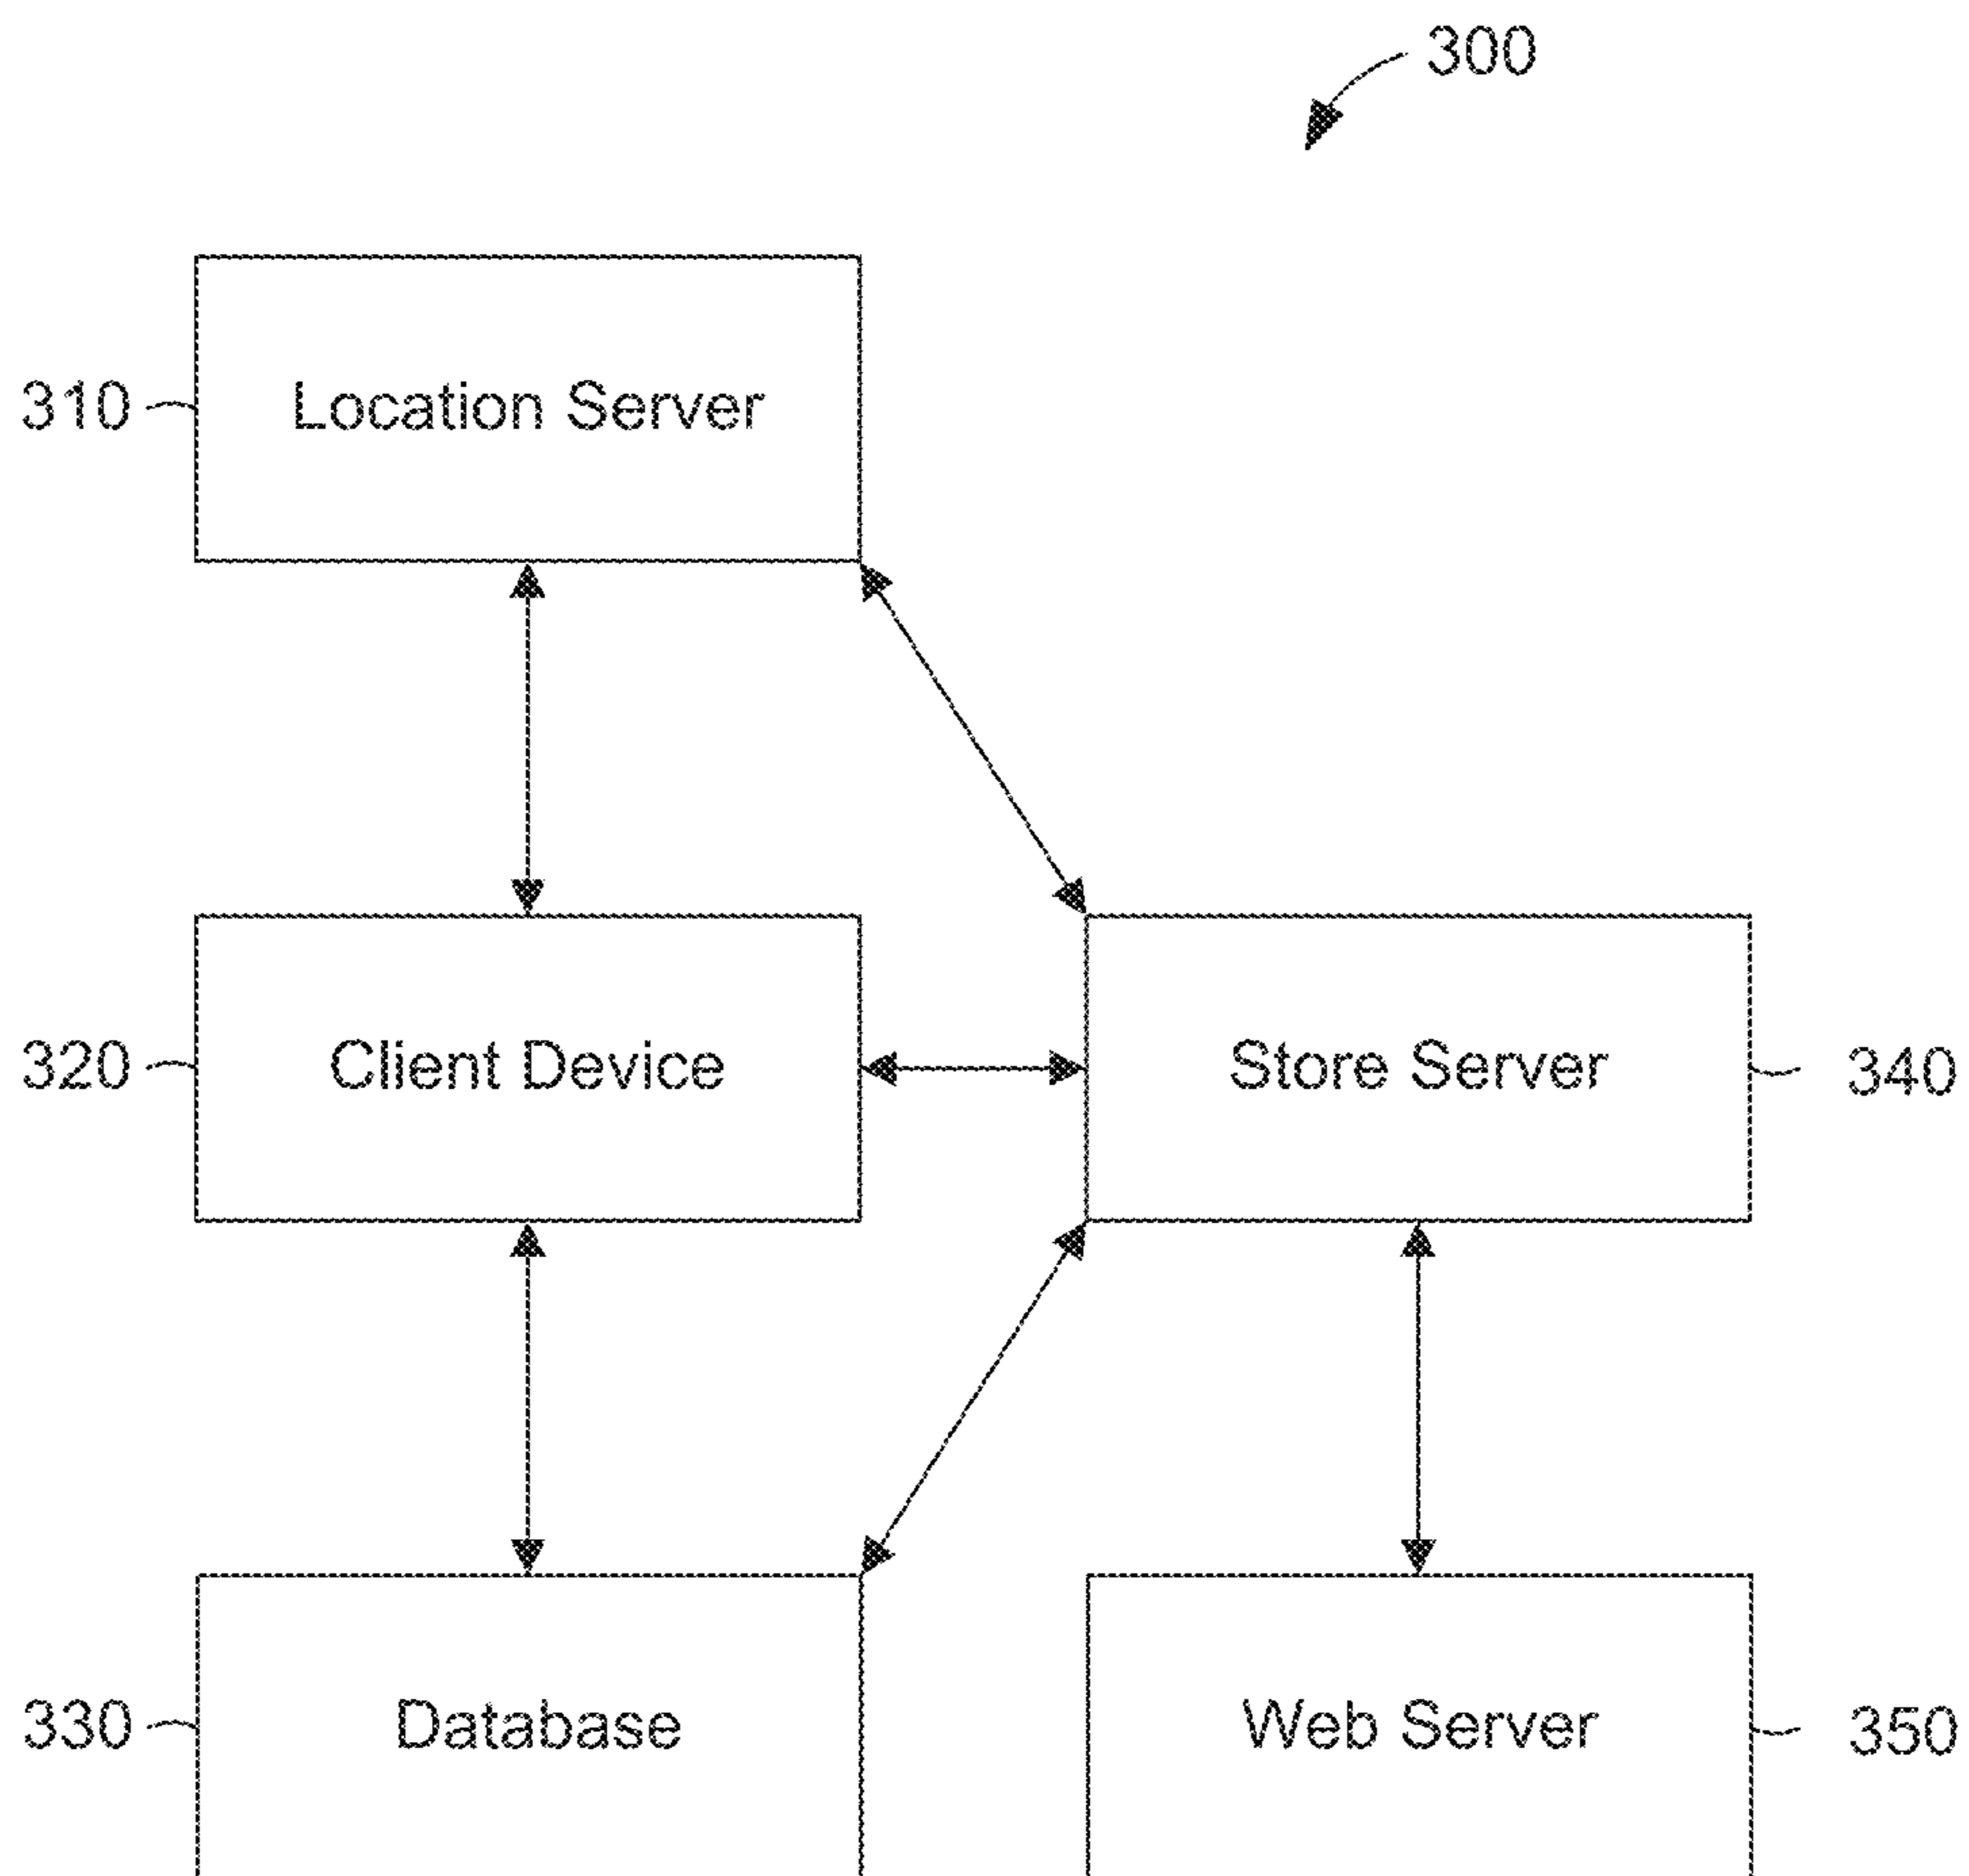 300
310 Location Server
320 Client Device Store Server 340
330 Database Web Server 350